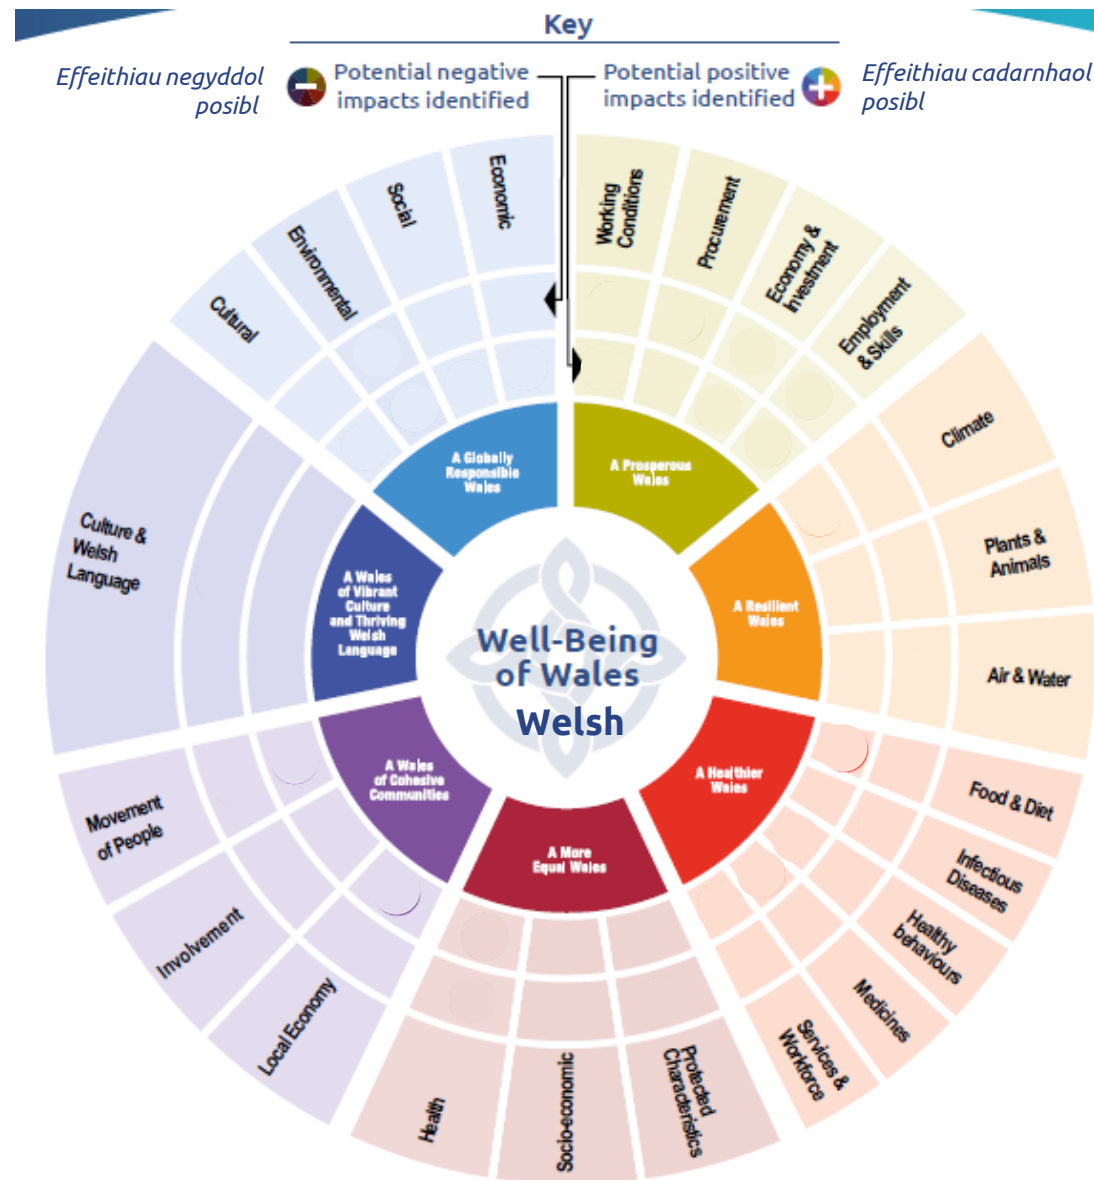 Key
Effeithiau negyddol
posibl
Potential negative
impacts identified
Potential positive
impacts identified
Effeithiau cadarnhaol
posibl
Cultural
Environmental
Social
Economic
Working
Conditions
Procurement
Economy &
Investment
Employment
& Skills
Climate
Plants &
Animals
Air & Water
Food & Diet
Infectious
Diseases
Healthy
behaviours
Medicines
Services &
Workforce
Protected
Characteristics
Socio-economic
Health
Local Economy
Involvement
Movement
of People
Culture &
Welsh
Language
A Globally
Responsible
Wales
A Prosperous
Wales
A Resilient
Wales
A Healthier
Wales
A More
Equal Wales
A Wales
of Cohesive
Communities
A Wales
of Vibrant
Culture
and Thriving
Welsh
Language
Well-Being
of Wales
Welsh